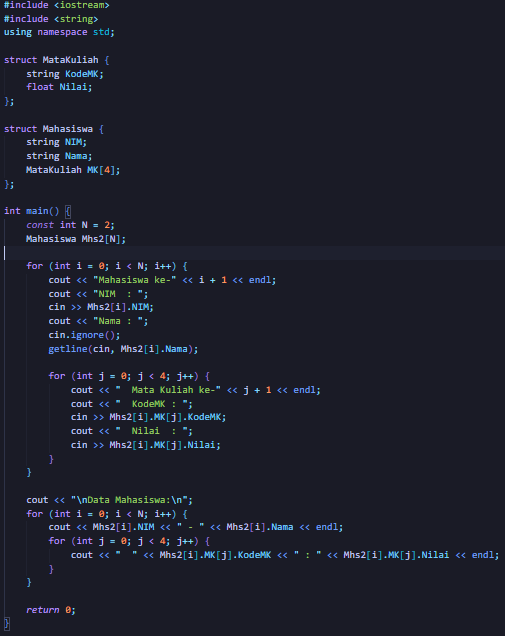 #include <iostream>
#include <string>
using namespace std;

struct MataKuliah {
    string KodeMK;
    float Nilai;
};

struct Mahasiswa {
    string NIM;
    string Nama;
    MataKuliah MK[4];
};

int main() {
    const int N = 2;
    Mahasiswa Mhs2[N];

    for (int i = 0; i < N; i++) {
        cout << "Mahasiswa ke-" << i + 1 << endl;
        cout << "NIM  : ";
        cin >> Mhs2[i].NIM;
        cout << "Nama : ";
        cin.ignore();
        getline(cin, Mhs2[i].Nama);

        for (int j = 0; j < 4; j++) {
            cout << "  Mata Kuliah ke-" << j + 1 << endl;
            cout << "  KodeMK : ";
            cin >> Mhs2[i].MK[j].KodeMK;
            cout << "  Nilai  : ";
            cin >> Mhs2[i].MK[j].Nilai;
        }
    }

    cout << "\nData Mahasiswa:\n";
    for (int i = 0; i < N; i++) {
        cout << Mhs2[i].NIM << " - " << Mhs2[i].Nama << endl;
        for (int j = 0; j < 4; j++) {
            cout << "  " << Mhs2[i].MK[j].KodeMK << " : " << Mhs2[i].MK[j].Nilai << endl;
        }
    }

    return 0;
}